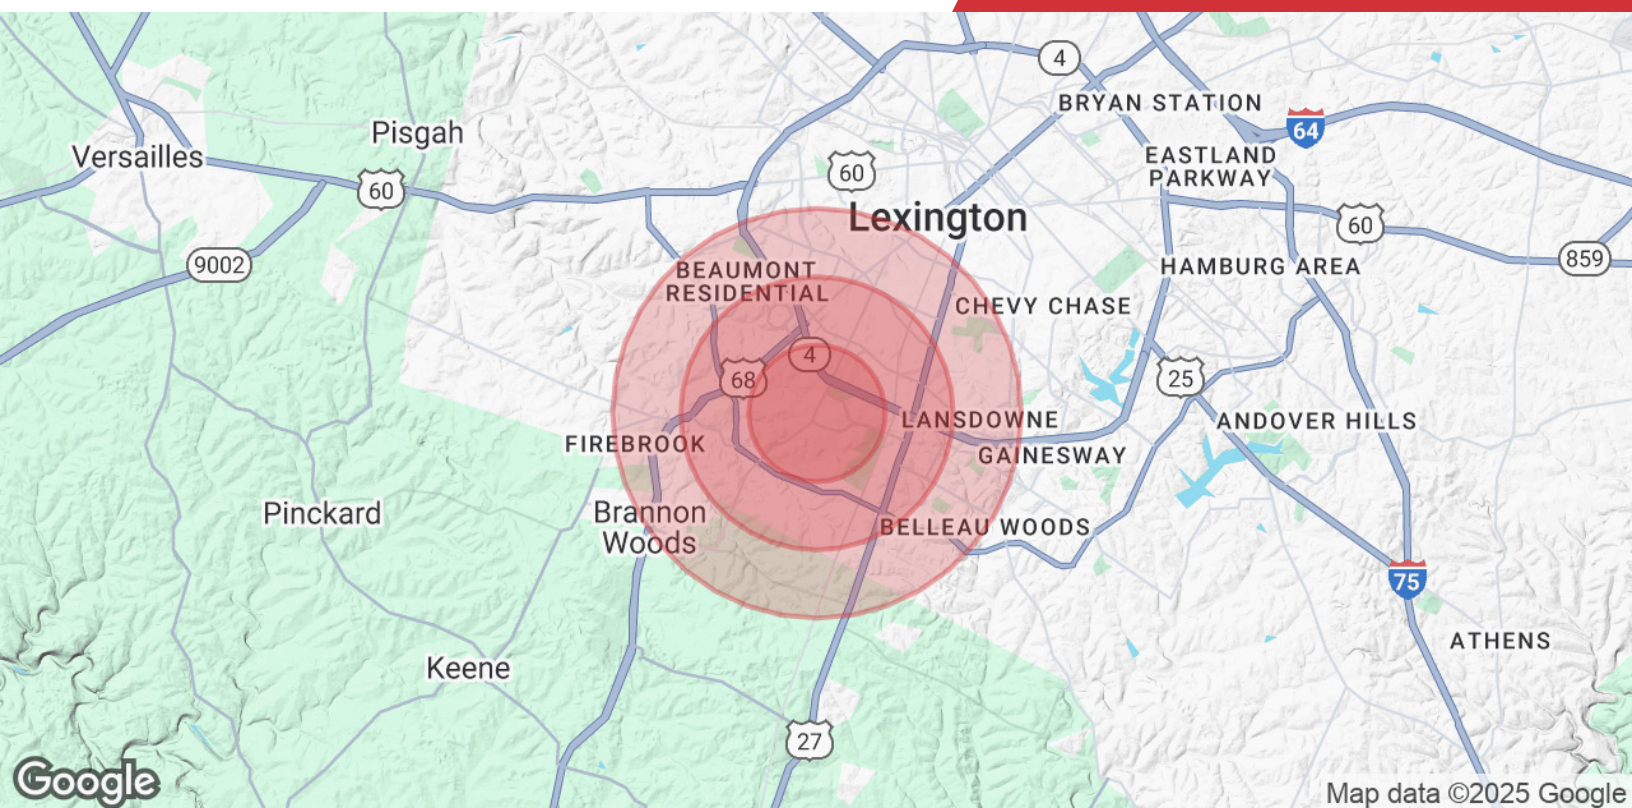 4
BRYAN STATION
64
Pisgah
Versailles
EASTLAND
PARKWAY
60
60
Lexington
60
859
9002
BEAUMONT
RESIDENTIAL
HAMBURG AREA
CHEVY CHASE
4
68
25
LANSDOWNE
ANDOVER HILLS
FIREBROOK
GAINESWAY
Pinckard
Brannon
Woods
BELLEAU WOODS
75
ATHENS
Keene
27
Google
Map data ©2025 Google